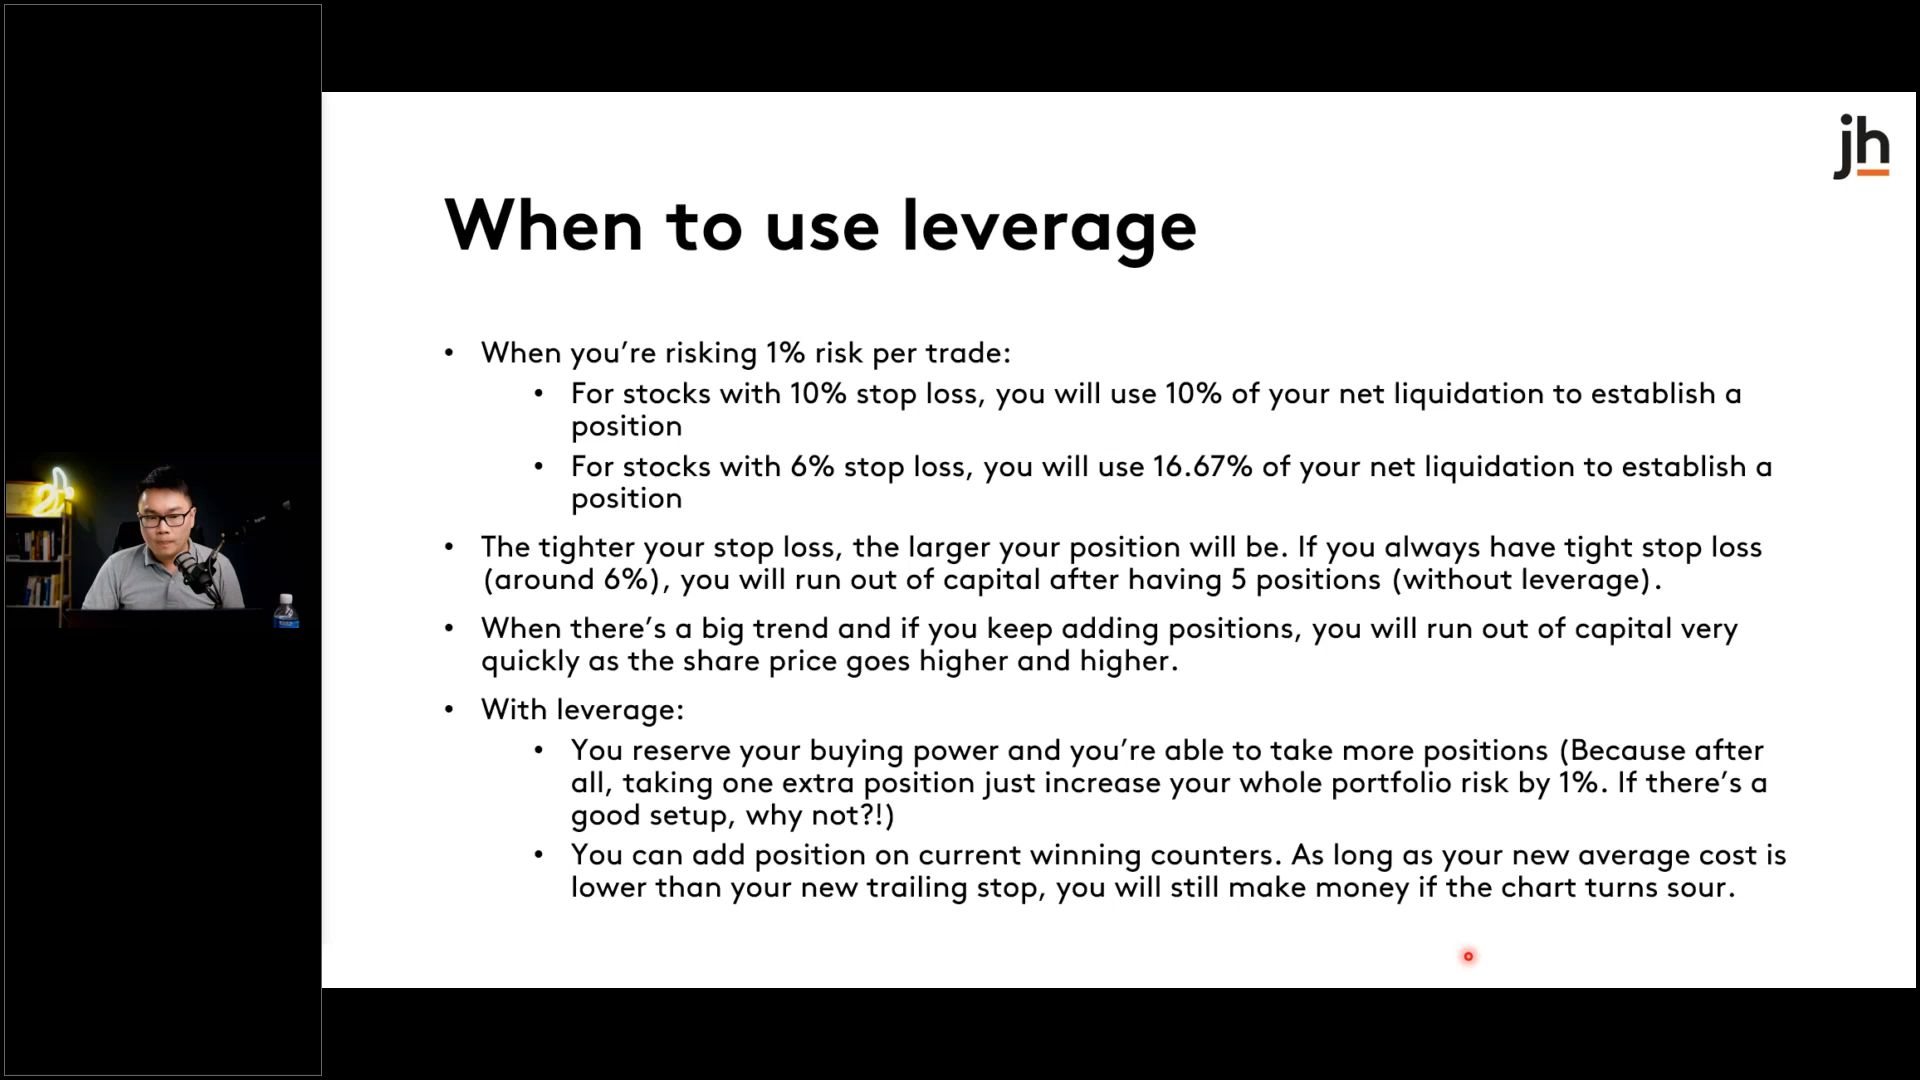 jh
When to use leverage
• When you’re risking 1% risk per trade:
• For stocks with 10% stop loss, you will use 10% of your net liquidation to establish a
position
• For stocks with 6% stop loss, you will use 16.67% of your net liquidation to establish a
position
• The tighter your stop loss, the larger your position will be. If you always have tight stop loss
(around 6%), you will run out of capital after having 5 positions (without leverage).
• When there’s a big trend and if you keep adding positions, you will run out of capital very
quickly as the share price goes higher and higher.
• With leverage:
• You reserve your buying power and you’re able to take more positions (Because after
all, taking one extra position just increase your whole portfolio risk by 1%. If there’s a
good setup, why not?!)
• You can add position on current winning counters. As long as your new average cost is
lower than your new trailing stop, you will still make money if the chart turns sour.